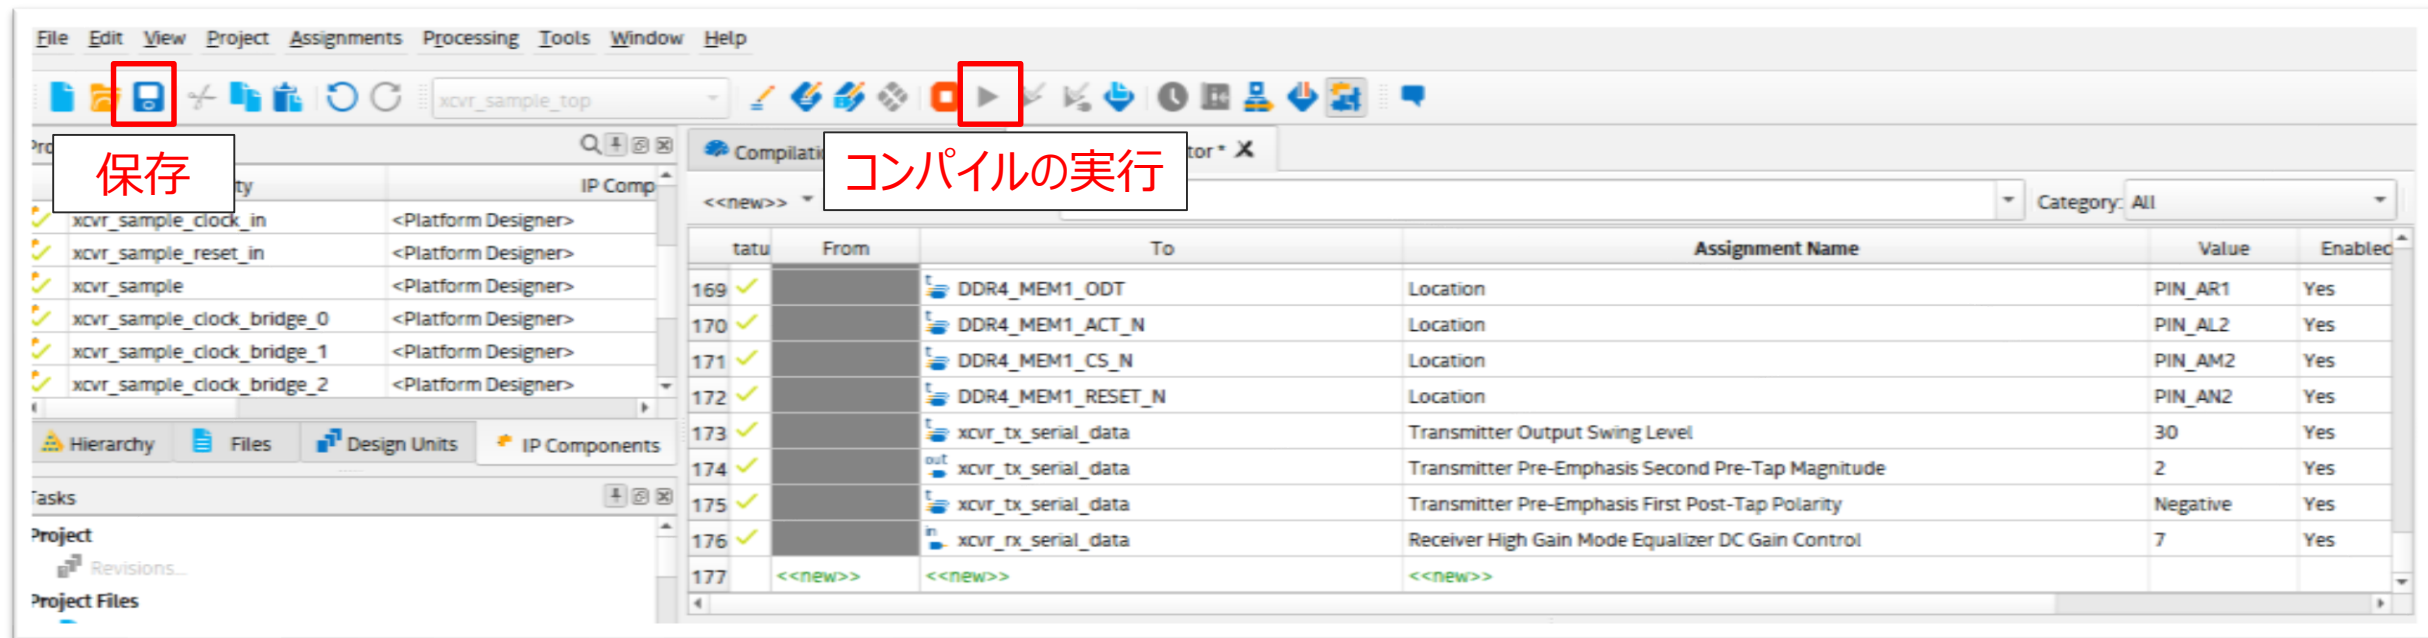 File Edit View Project Assignments Processing Tools Window Help
xcvr_sample_top
保存
コンパイルの実行
IP Comp
xcvr_sample_clock_in <Platform Designer>
xcvr_sample_reset_in <Platform Designer>
xcvr_sample <Platform Designer>
xcvr_sample_clock_bridge_0 <Platform Designer>
xcvr_sample_clock_bridge_1 <Platform Designer>
xcvr_sample_clock_bridge_2 <Platform Designer>
Hierarchy Files Design Units IP Components
Tasks
Project
Revisions...
Project Files
Compilati
tor* X
<<new>> Category: All
tatu From To Assignment Name Value Enabled
169 DDR4_MEM1_ODT Location PIN_AR1 Yes
170 DDR4_MEM1_ACT_N Location PIN_AL2 Yes
171 DDR4_MEM1_CS_N Location PIN_AM2 Yes
172 DDR4_MEM1_RESET_N Location PIN_AN2 Yes
173 xcvr_tx_serial_data Transmitter Output Swing Level 30 Yes
174 out xcvr_tx_serial_data Transmitter Pre-Emphasis Second Pre-Tap Magnitude 2 Yes
175 xcvr_tx_serial_data Transmitter Pre-Emphasis First Post-Tap Polarity Negative Yes
176 in xcvr_rx_serial_data Receiver High Gain Mode Equalizer DC Gain Control 7 Yes
177 <<new>> <<new>> <<new>>